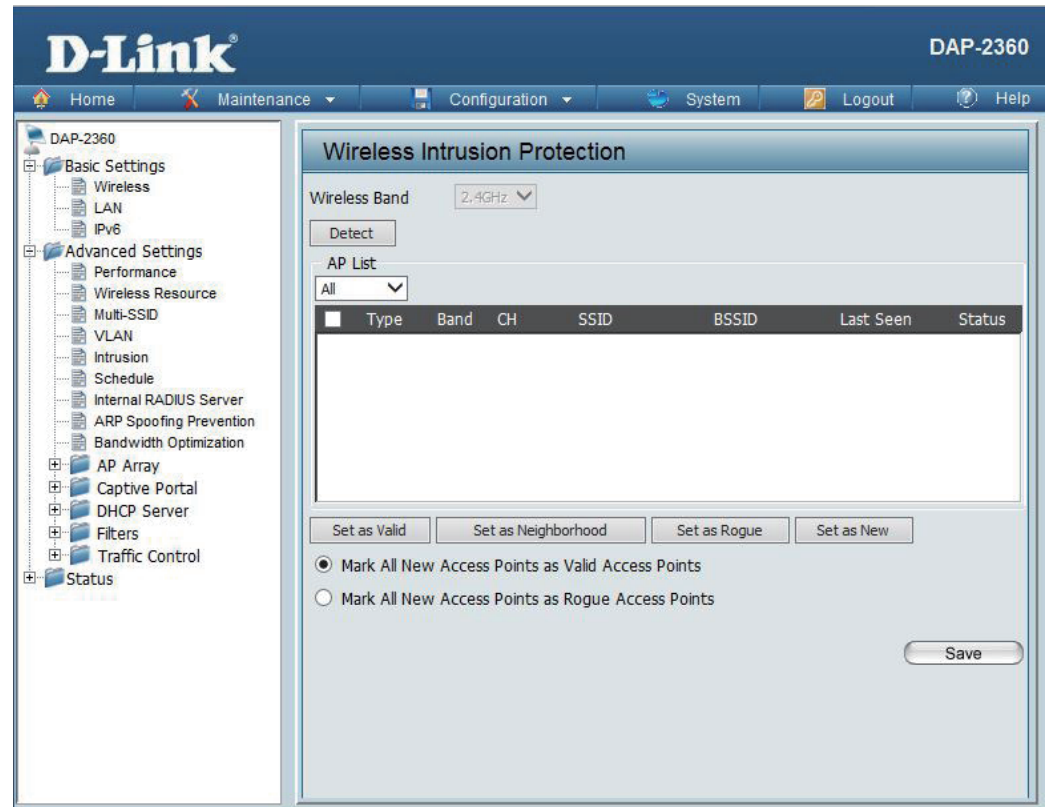 D-Link®
DAP-2360
Home Maintenance Configuration System Logout Help
DAP-2360
Basic Settings
Wireless
LAN
IPv6
Advanced Settings
Performance
Wireless Resource
Multi-SSID
VLAN
Intrusion
Schedule
Internal RADIUS Server
ARP Spoofing Prevention
Bandwidth Optimization
AP Array
Captive Portal
DHCP Server
Filters
Traffic Control
Status
Wireless Intrusion Protection
Wireless Band 2.4GHz
Detect
AP List
All
Type Band CH SSID BSSID Last Seen Status
Set as Valid Set as Neighborhood Set as Rogue Set as New
Mark All New Access Points as Valid Access Points
Mark All New Access Points as Rogue Access Points
Save